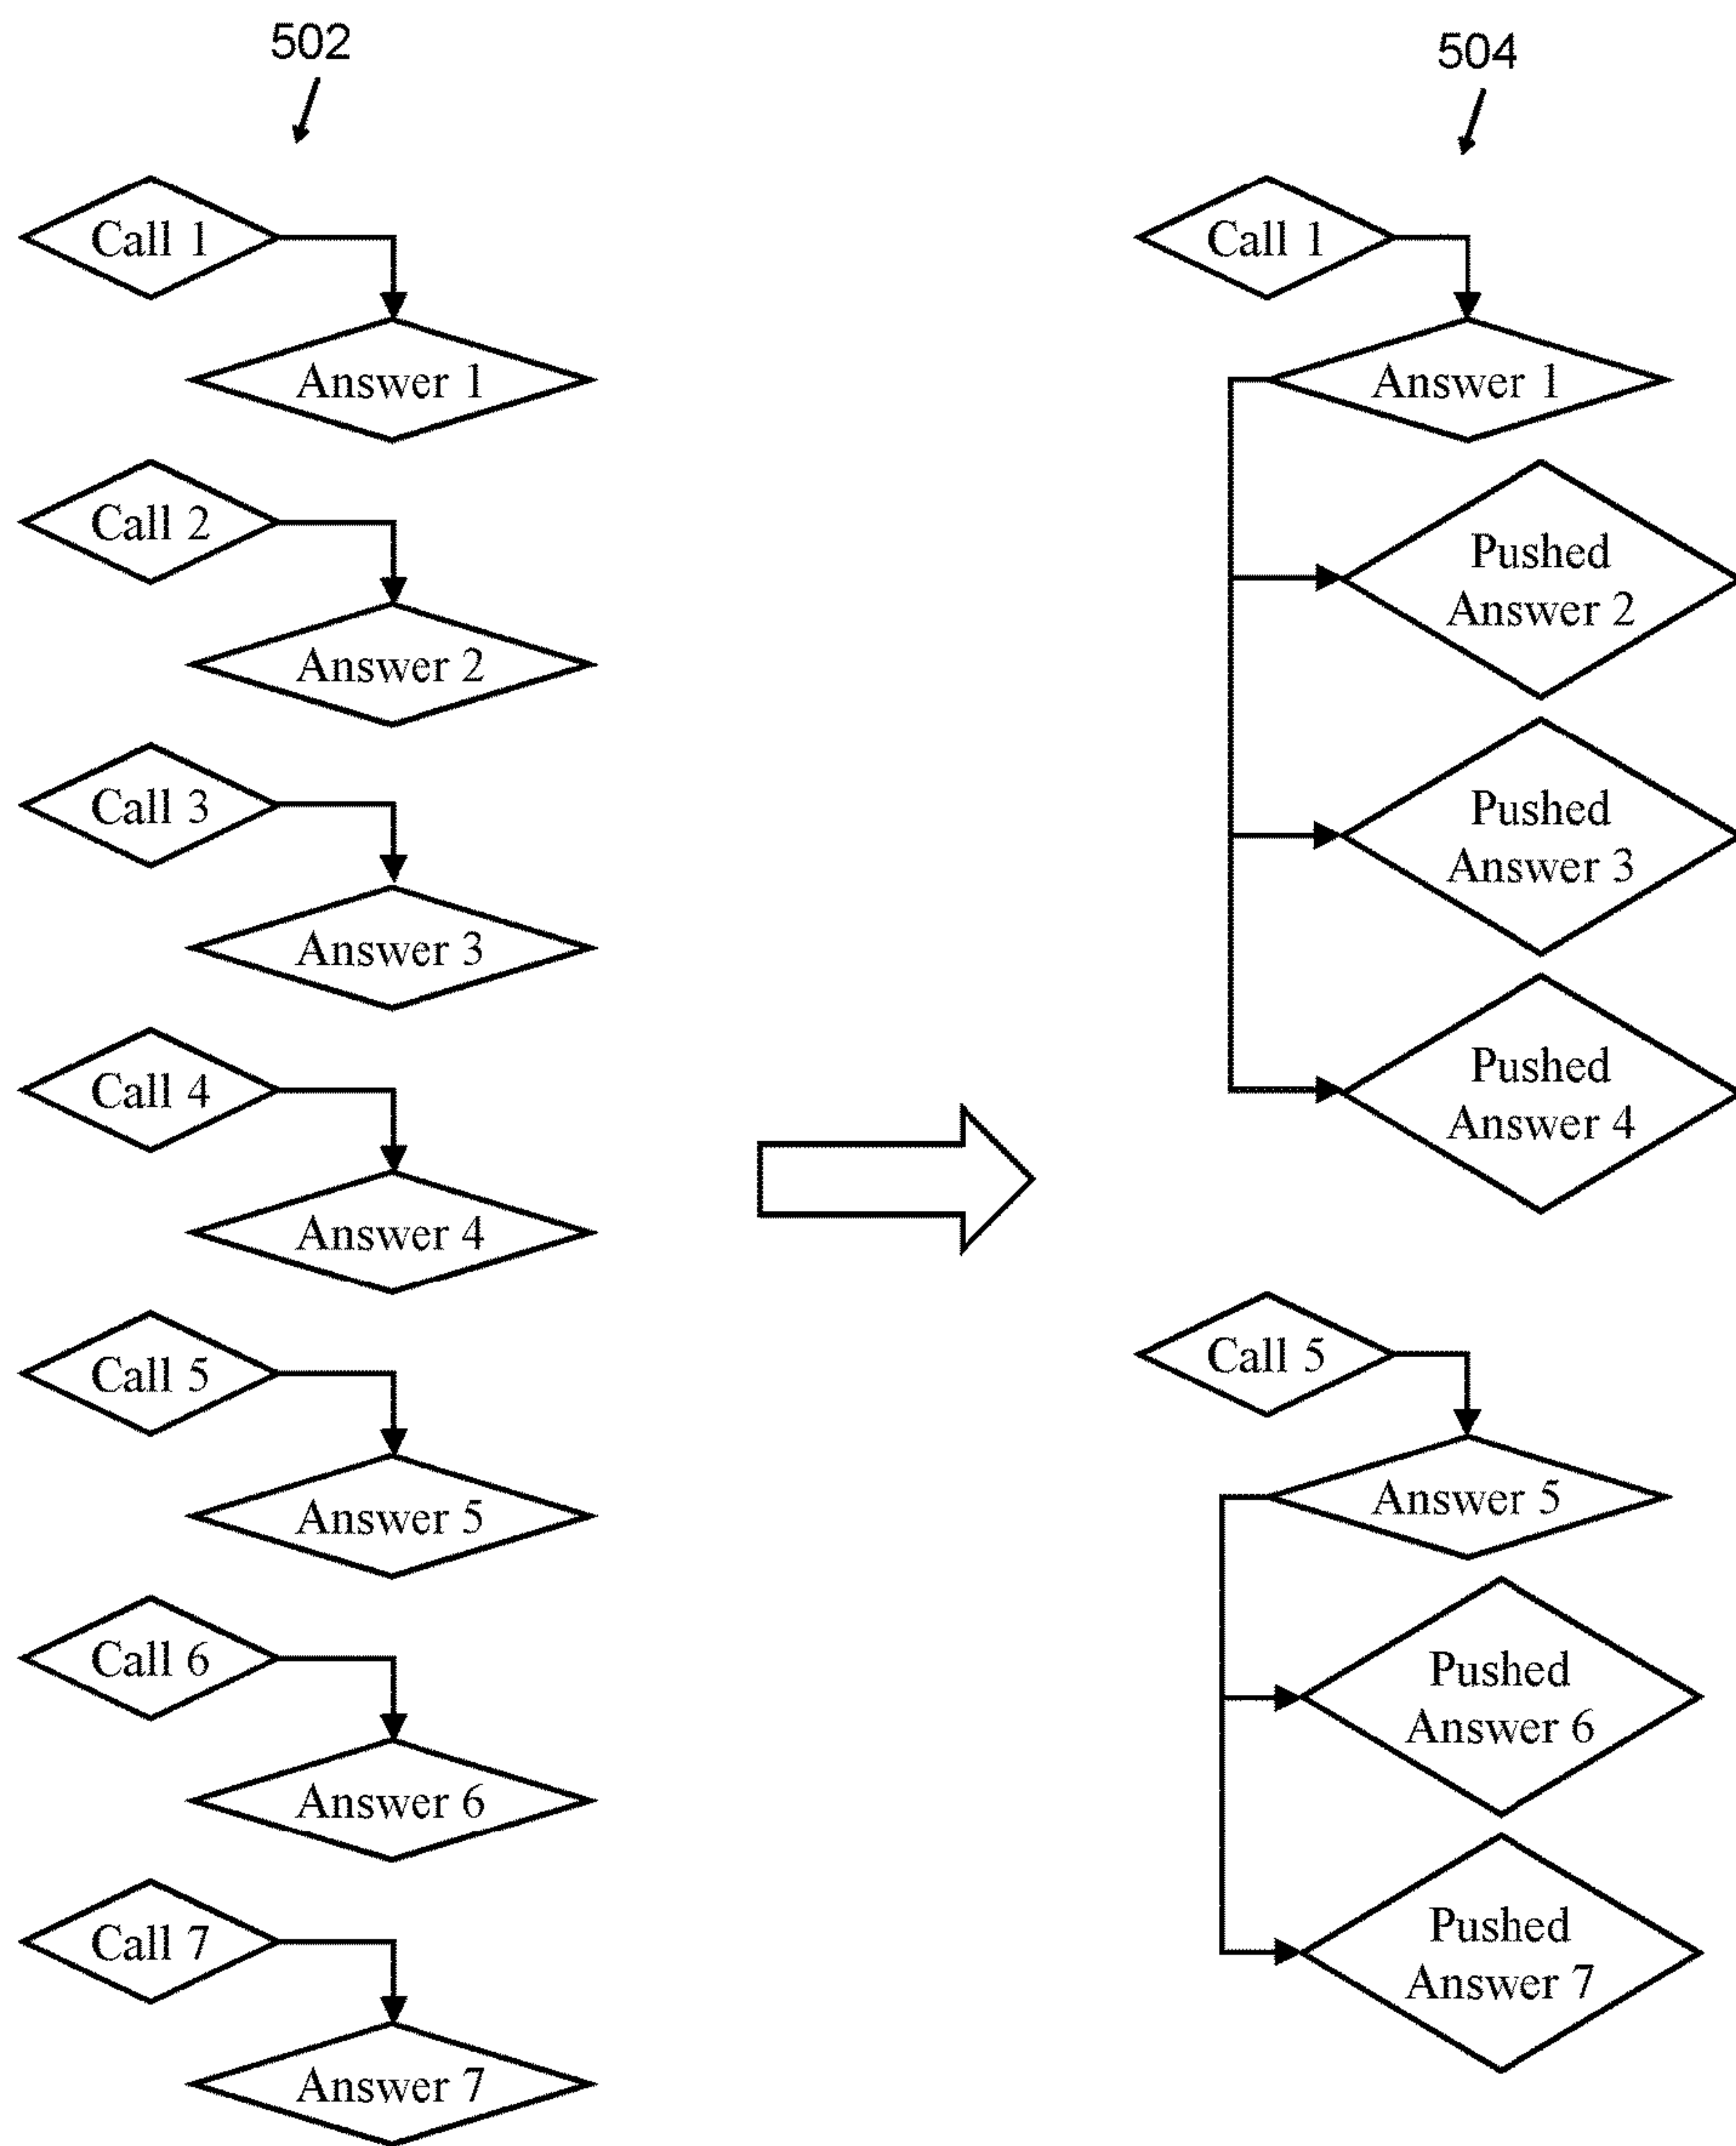 502
Call 1
Answer 1
Call 2
Answer 2
Call 3
Answer 3
Call 4
Answer 4
Call 5
Answer 5
Call 6
Answer 6
Call 7
Answer 7
504
Call 1
Answer 1
Pushed
Answer 2
Pushed
Answer 3
Pushed
Answer 4
Call 5
Answer 5
Pushed
Answer 6
Pushed
Answer 7